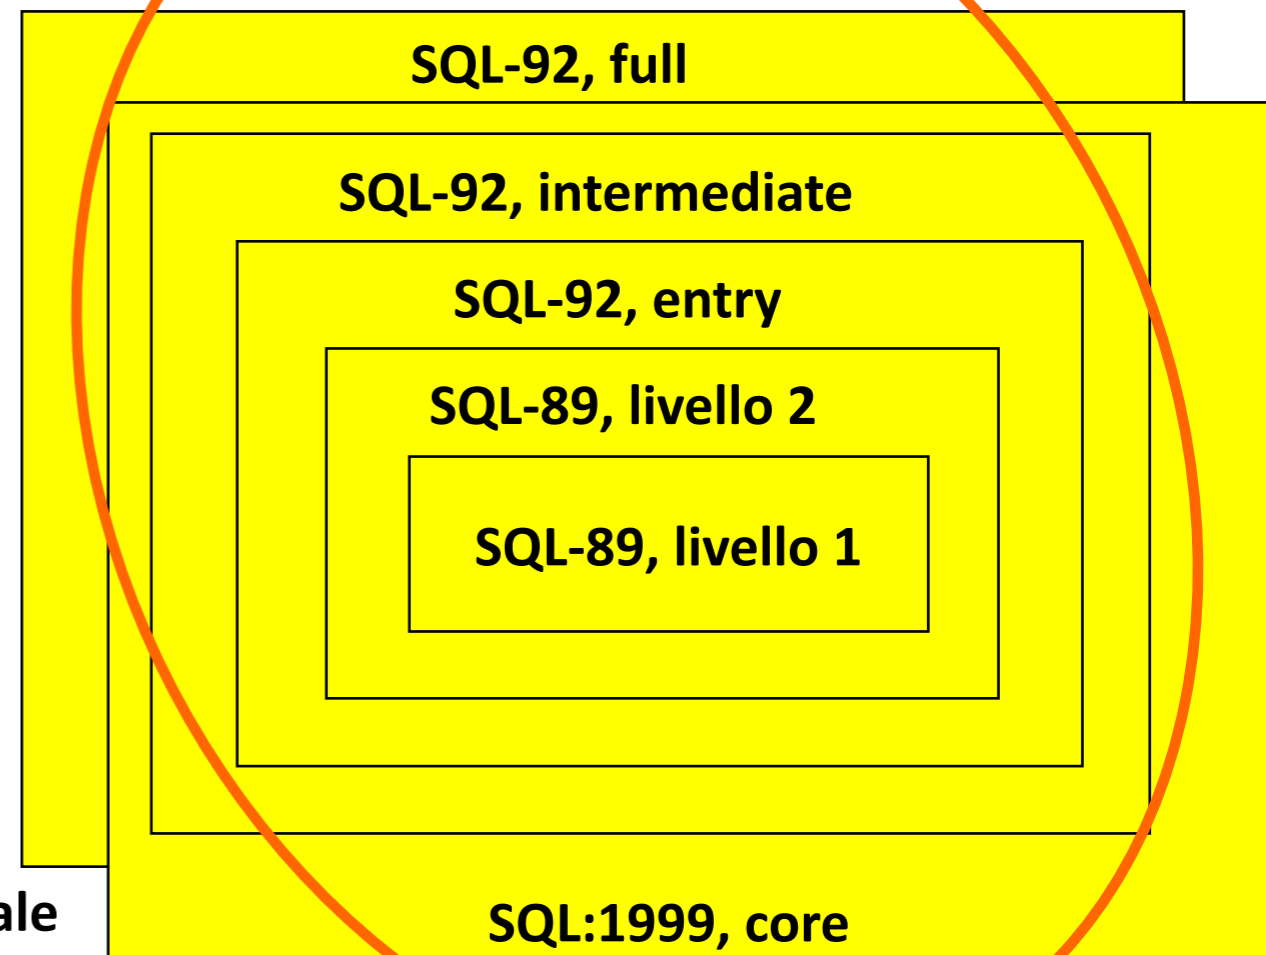 SQL-92, full
SQL-92, intermediate
SQL-92, entry
SQL-89, livello 2
SQL-89, livello 1
ale
SQL:1999, core